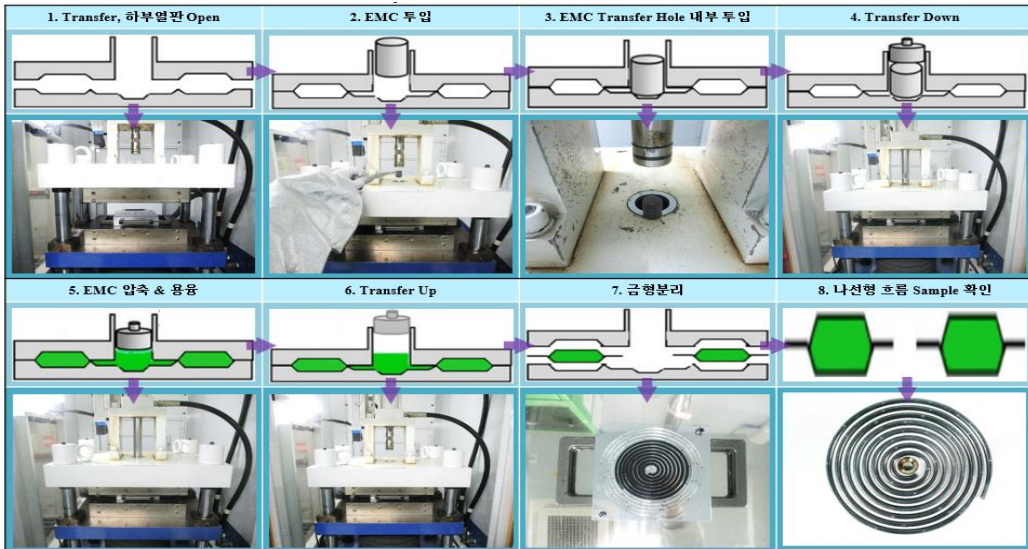 1. Transfer, 하부열판 Open
2. EMC 투입
3. EMC Transfer Hole 내부 투입
4. Transfer Down
5. EMC 압축 & 용융
6. Transfer Up
7. 금형분리
8. 나선형 흐름 Sample 확인